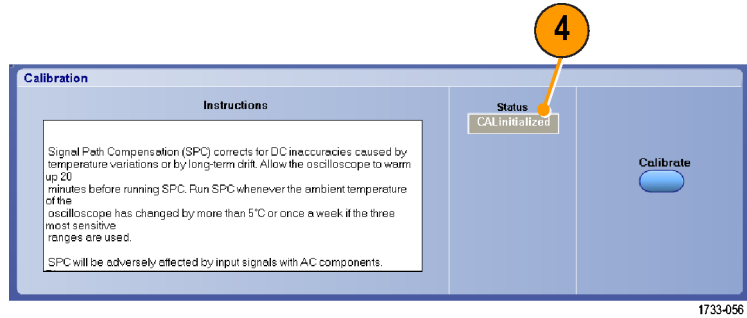 4
Calibration
Instructions
Status
CALinitialized
Signal Path Compensation (SPC) corrects for DC inaccuracies caused by
temperature variations or by long-term drift. Allow the oscilloscope to warm
up 20
minutes before running SPC. Run SPC whenever the ambient temperature
of the
oscilloscope has changed by more than 5°C or once a week if the three
most sensitive
ranges are used.
SPC will be adversely affected by input signals with AC components.
Calibrate
1733-056